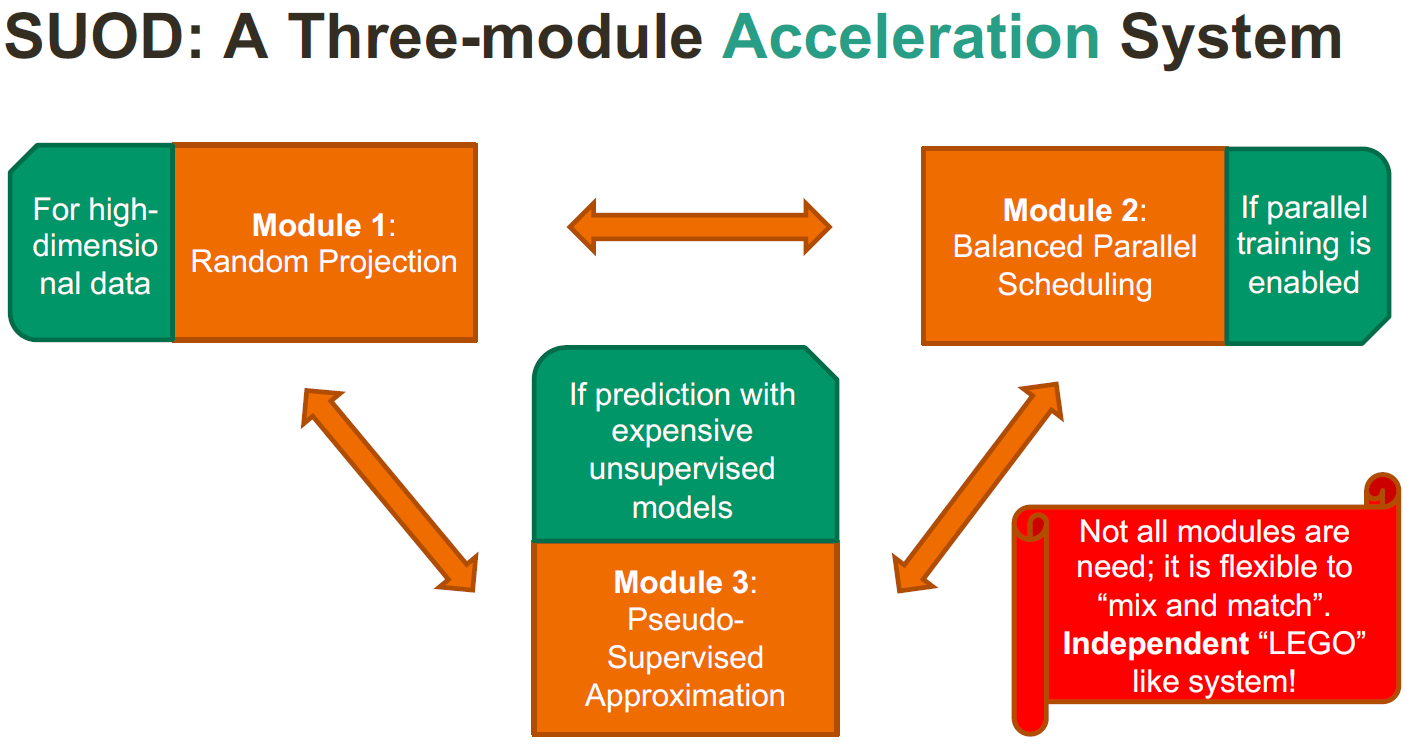 SUOD: A Three-module Acceleration System
For high-
dimensio
nal data
Module 1:
Random Projection
Module 2:
Balanced Parallel
Scheduling
If parallel
training is
enabled
If prediction with
expensive
unsupervised
models
Module 3:
Pseudo-
Supervised
Approximation
Not all modules are
need; it is flexible to
“mix and match”.
Independent “LEGO”
like system!